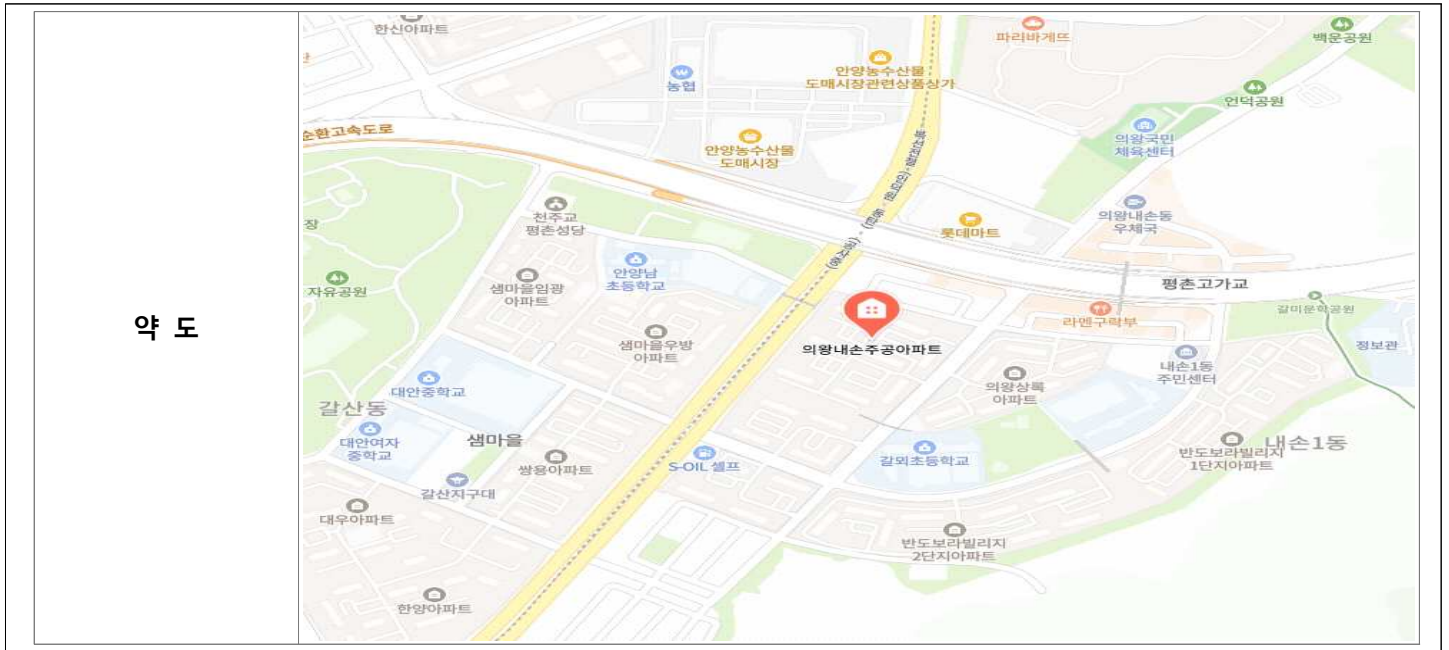 약 도
한신아파트
파리바게뜨
백운공원
농협
안양농수산물
도매시장관련상품상가
언덕공원
순환고속도로
안양농수산물
도매시장
의왕국민
체육센터
복선전철 (인덕원 - 동탄) (공사중)
천주교
평촌성당
장
의왕내손동
우체국
롯데마트
안양남
초등학교
샘마을임광
아파트
자유공원
평촌고가교
갈미문학공원
라멘구락부
샘마을우방
아파트
의왕내손주공아파트
정보관
내손1동
주민센터
의왕상록
아파트
대안중학교
갈산동
샘마을
대안여자
중학교
내손1동
반도보라빌리지
1단지아파트
S-OIL 셀프
갈뫼초등학교
쌍용아파트
갈산지구대
대우아파트
반도보라빌리지
2단지아파트
한양아파트